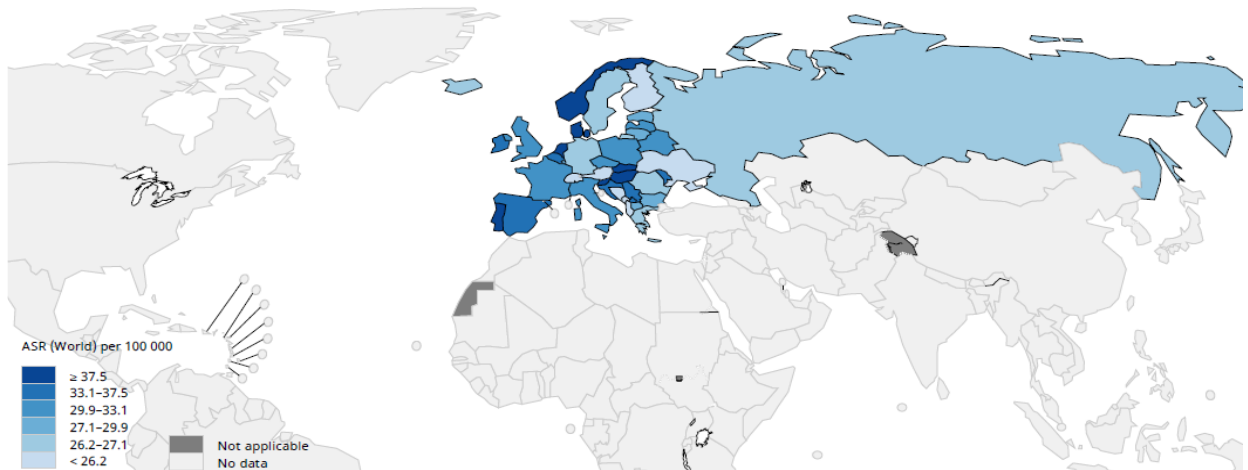 ASR (World) per 100 000
≥ 37.5
33.1–37.5
29.9–33.1
27.1–29.9
26.2–27.1
< 26.2
Not applicable
No data